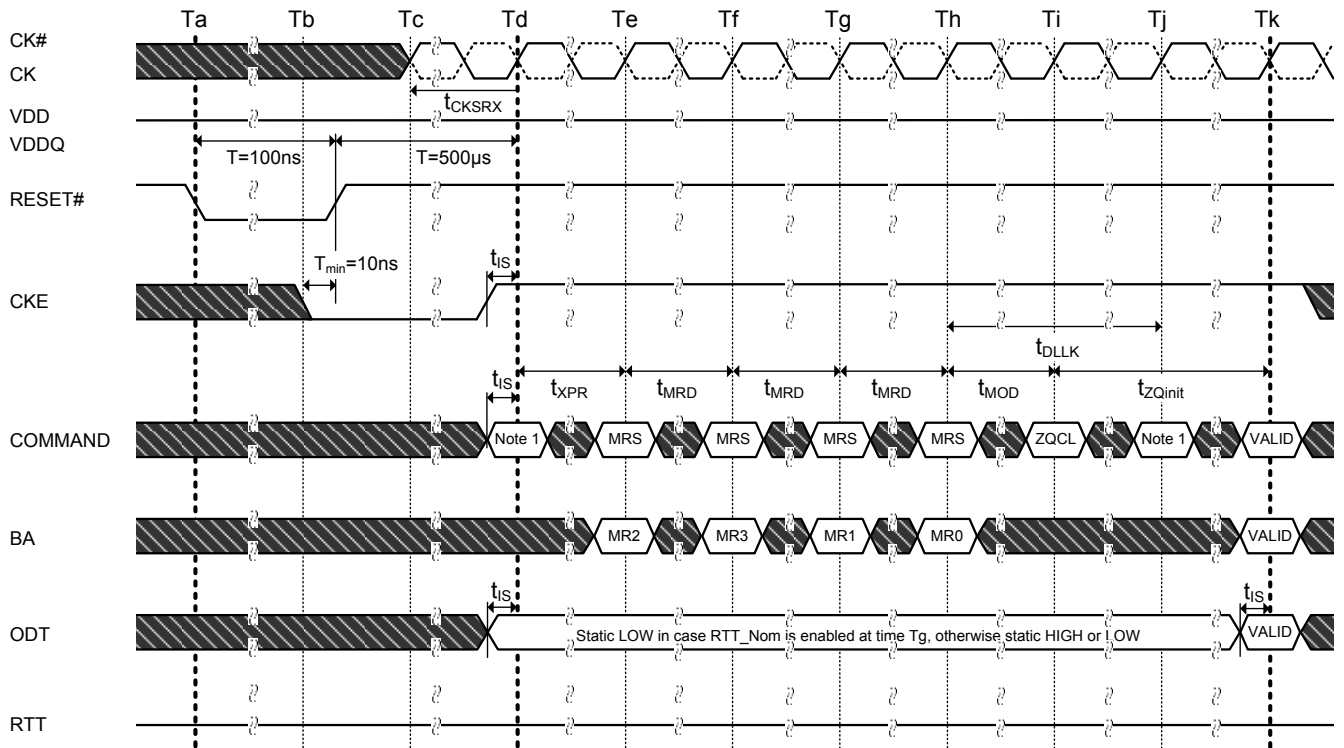 Ta Tb Tc Td Te Tf Tg Th Ti Tj Tk
CK#
CK
tCKSRX
VDD
VDDQ
T=100ns T=500µs
RESET#
Tmin=10ns tIS
CKE
tDLLK
tIS tXPR tMRD tMRD tMRD tMOD tZQinit
COMMAND Note 1 MRS MRS MRS MRS ZQCL Note 1 VALID
BA MR2 MR3 MR1 MR0 VALID
tIS tIS
ODT Static LOW in case RTT_Nom is enabled at time Tg, otherwise static HIGH or LOW VALID
RTT